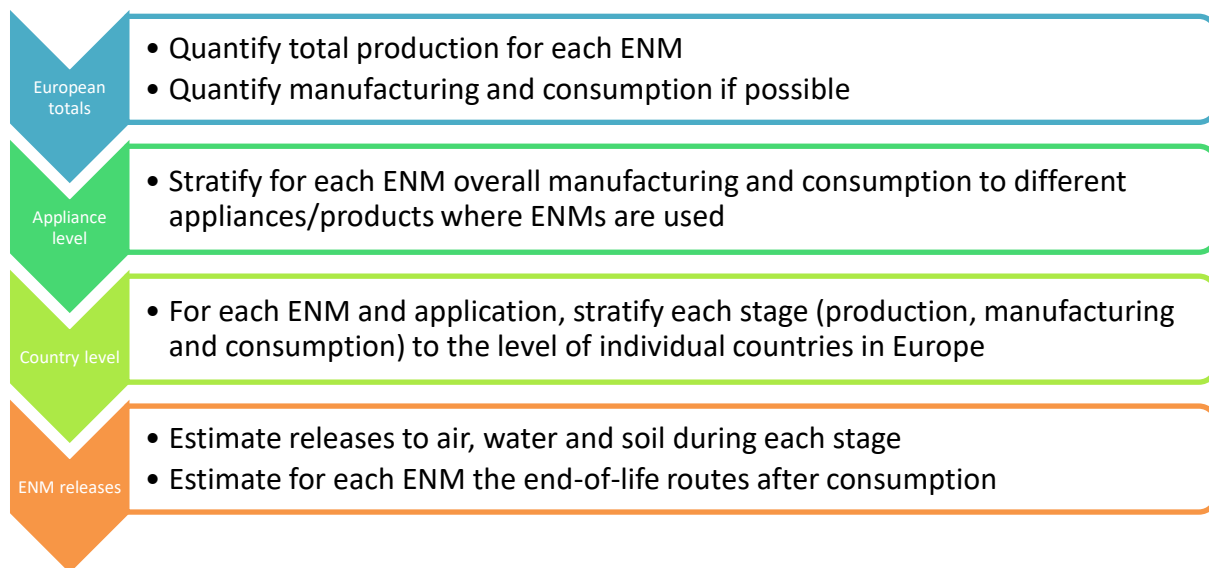 European
totals
• Quantify total production for each ENM
• Quantify manufacturing and consumption if possible
Appliance
level
• Stratify for each ENM overall manufacturing and consumption to different
appliances/products where ENMs are used
Country level
• For each ENM and application, stratify each stage (production, manufacturing
and consumption) to the level of individual countries in Europe
ENM releases
• Estimate releases to air, water and soil during each stage
• Estimate for each ENM the end-of-life routes after consumption